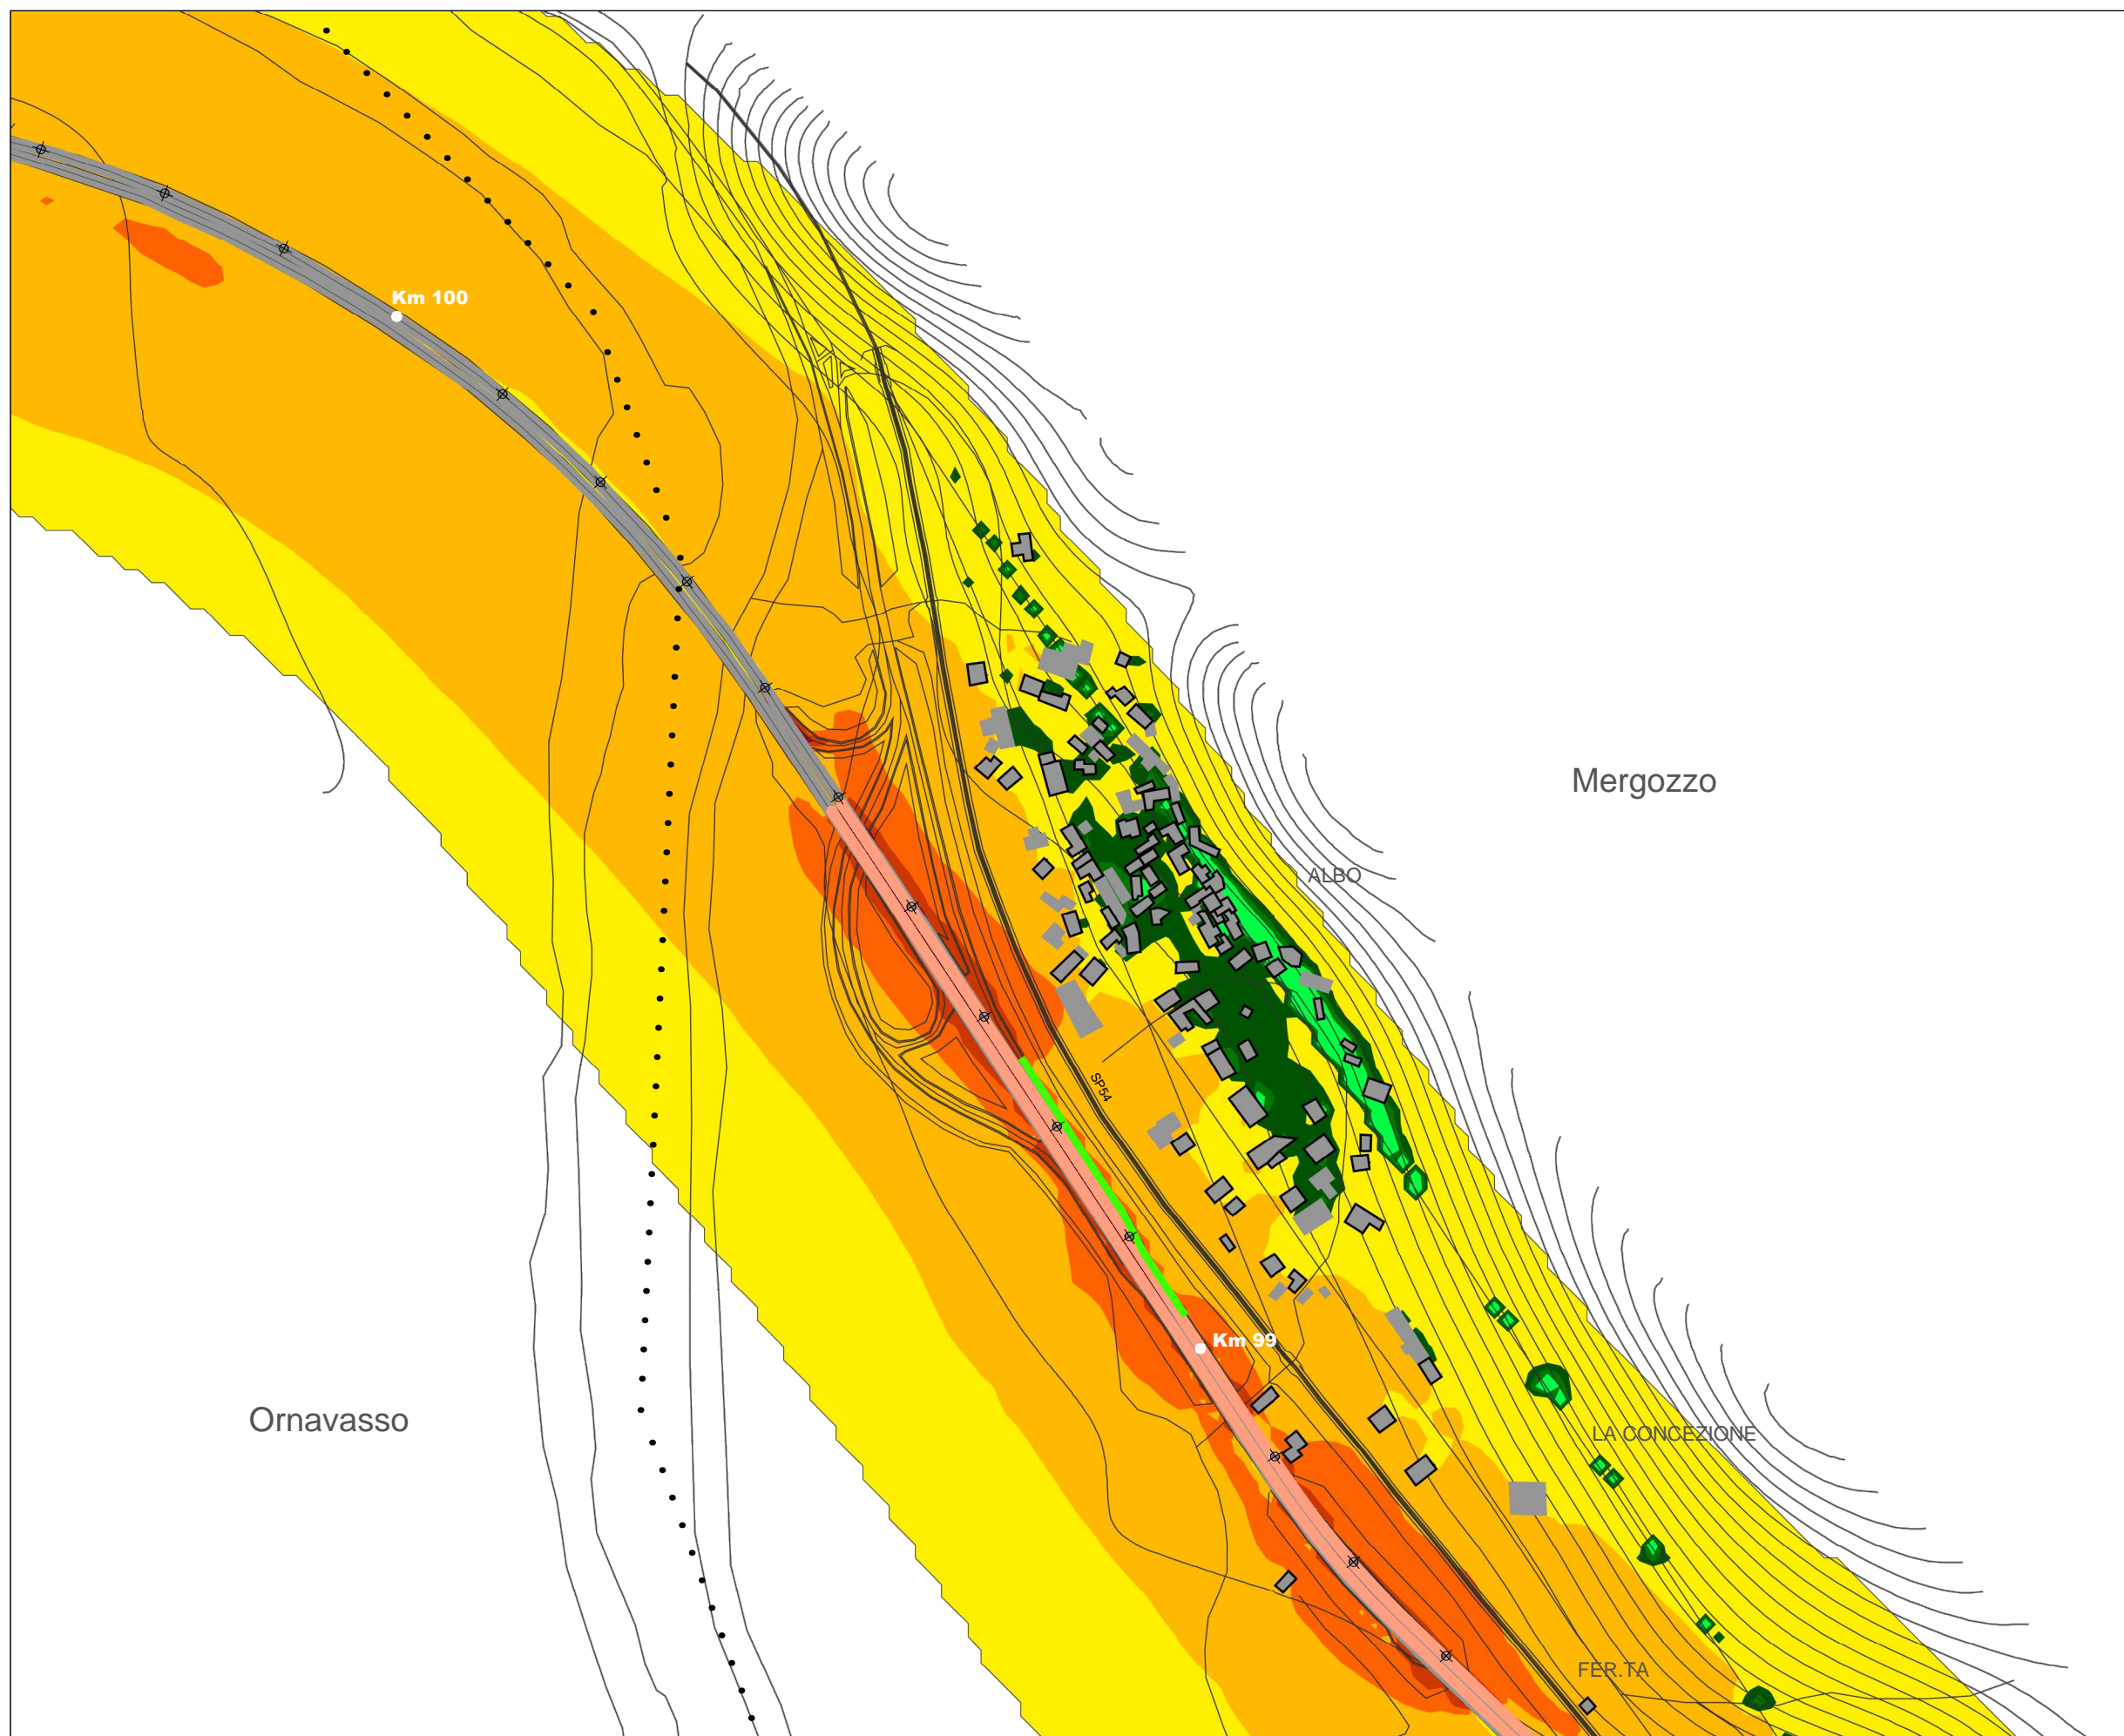 Km 100
Mergozzo
ALBO
SP54
Km 99
Ornavasso
LA CONCEZIONE
FER.TA